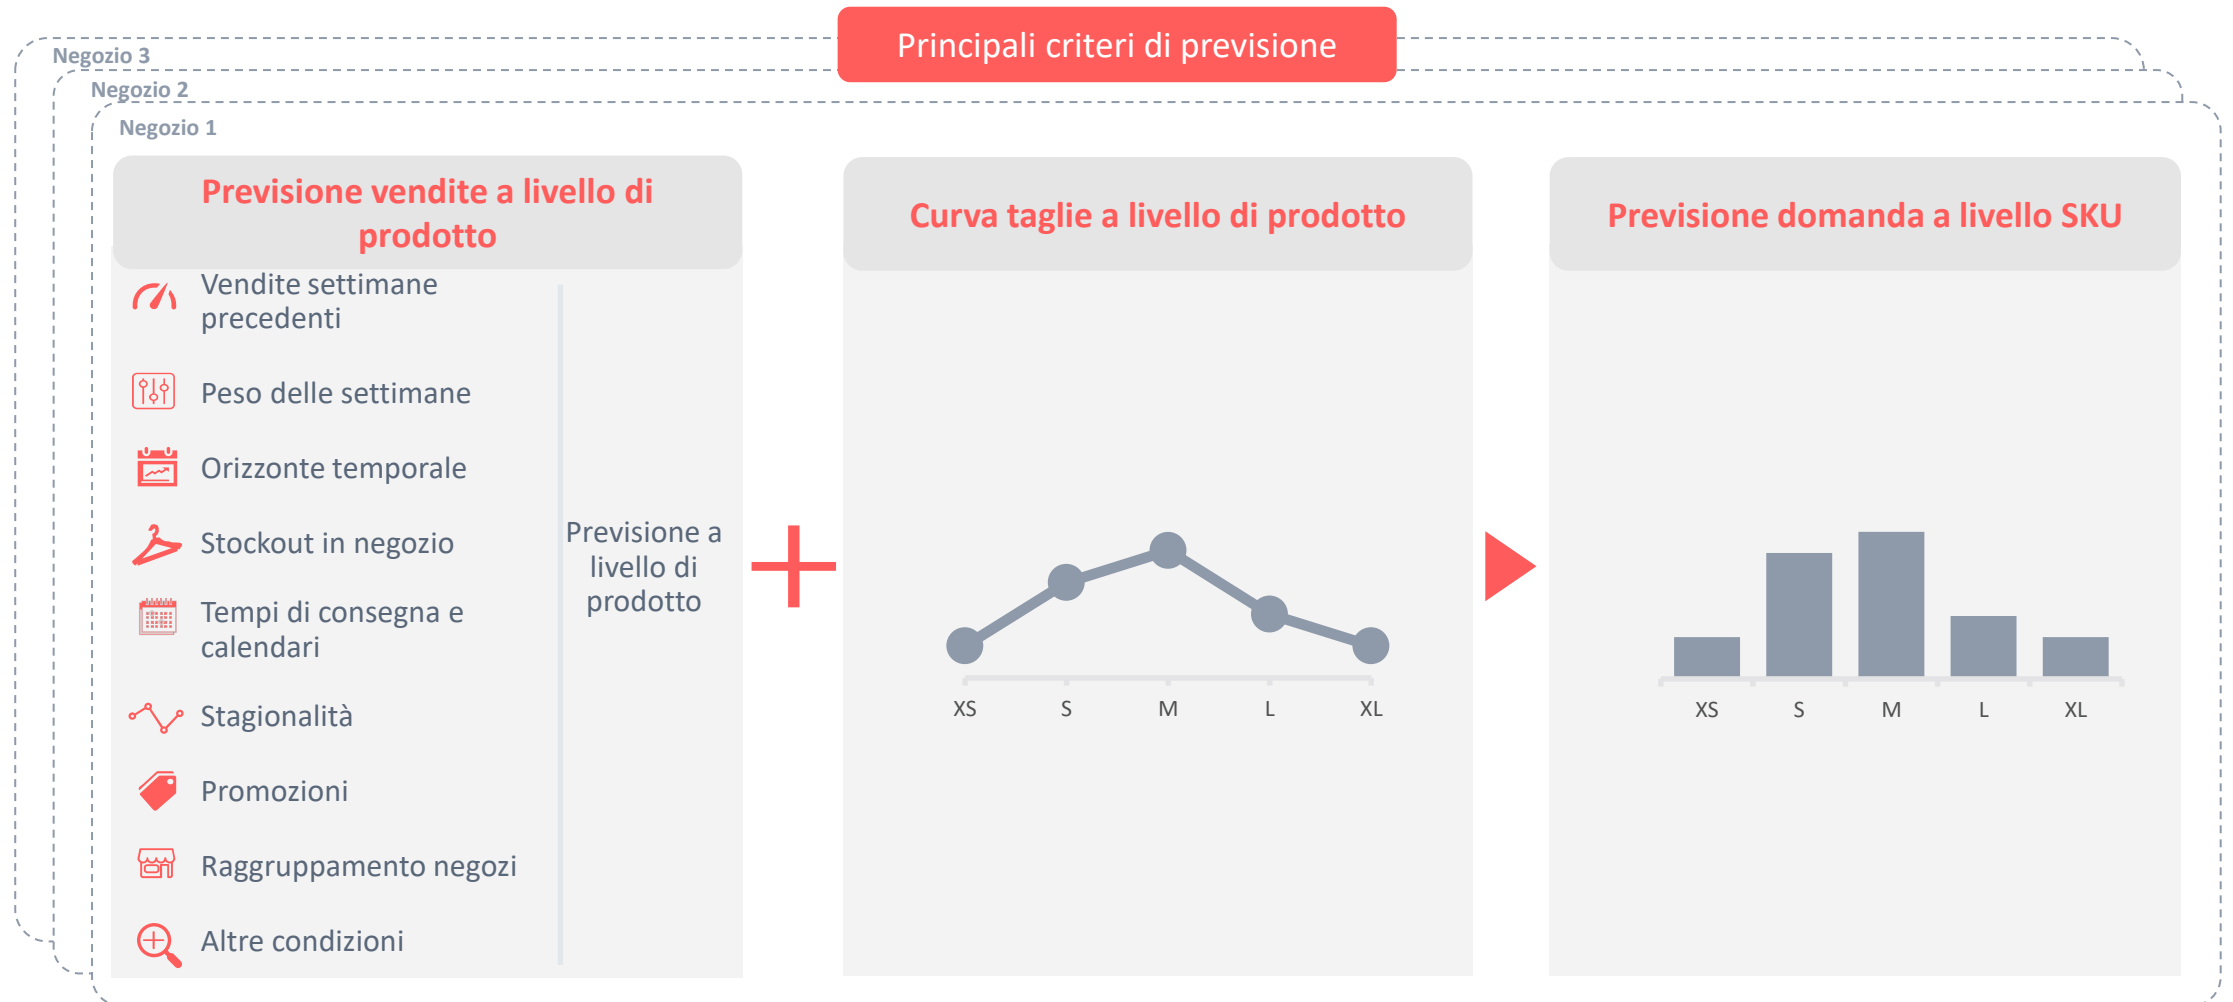 Principali criteri di previsione
Negozio 3
Negozio 2
Negozio 1
Previsione vendite a livello di
prodotto
Vendite settimane
precedenti
Peso delle settimane
Orizzonte temporale
Stockout in negozio
Tempi di consegna e
calendari
Stagionalità
Promozioni
Raggruppamento negozi
Altre condizioni
Previsione a
livello di
prodotto
Curva taglie a livello di prodotto
XS S M L XL
Previsione domanda a livello SKU
XS S M L XL